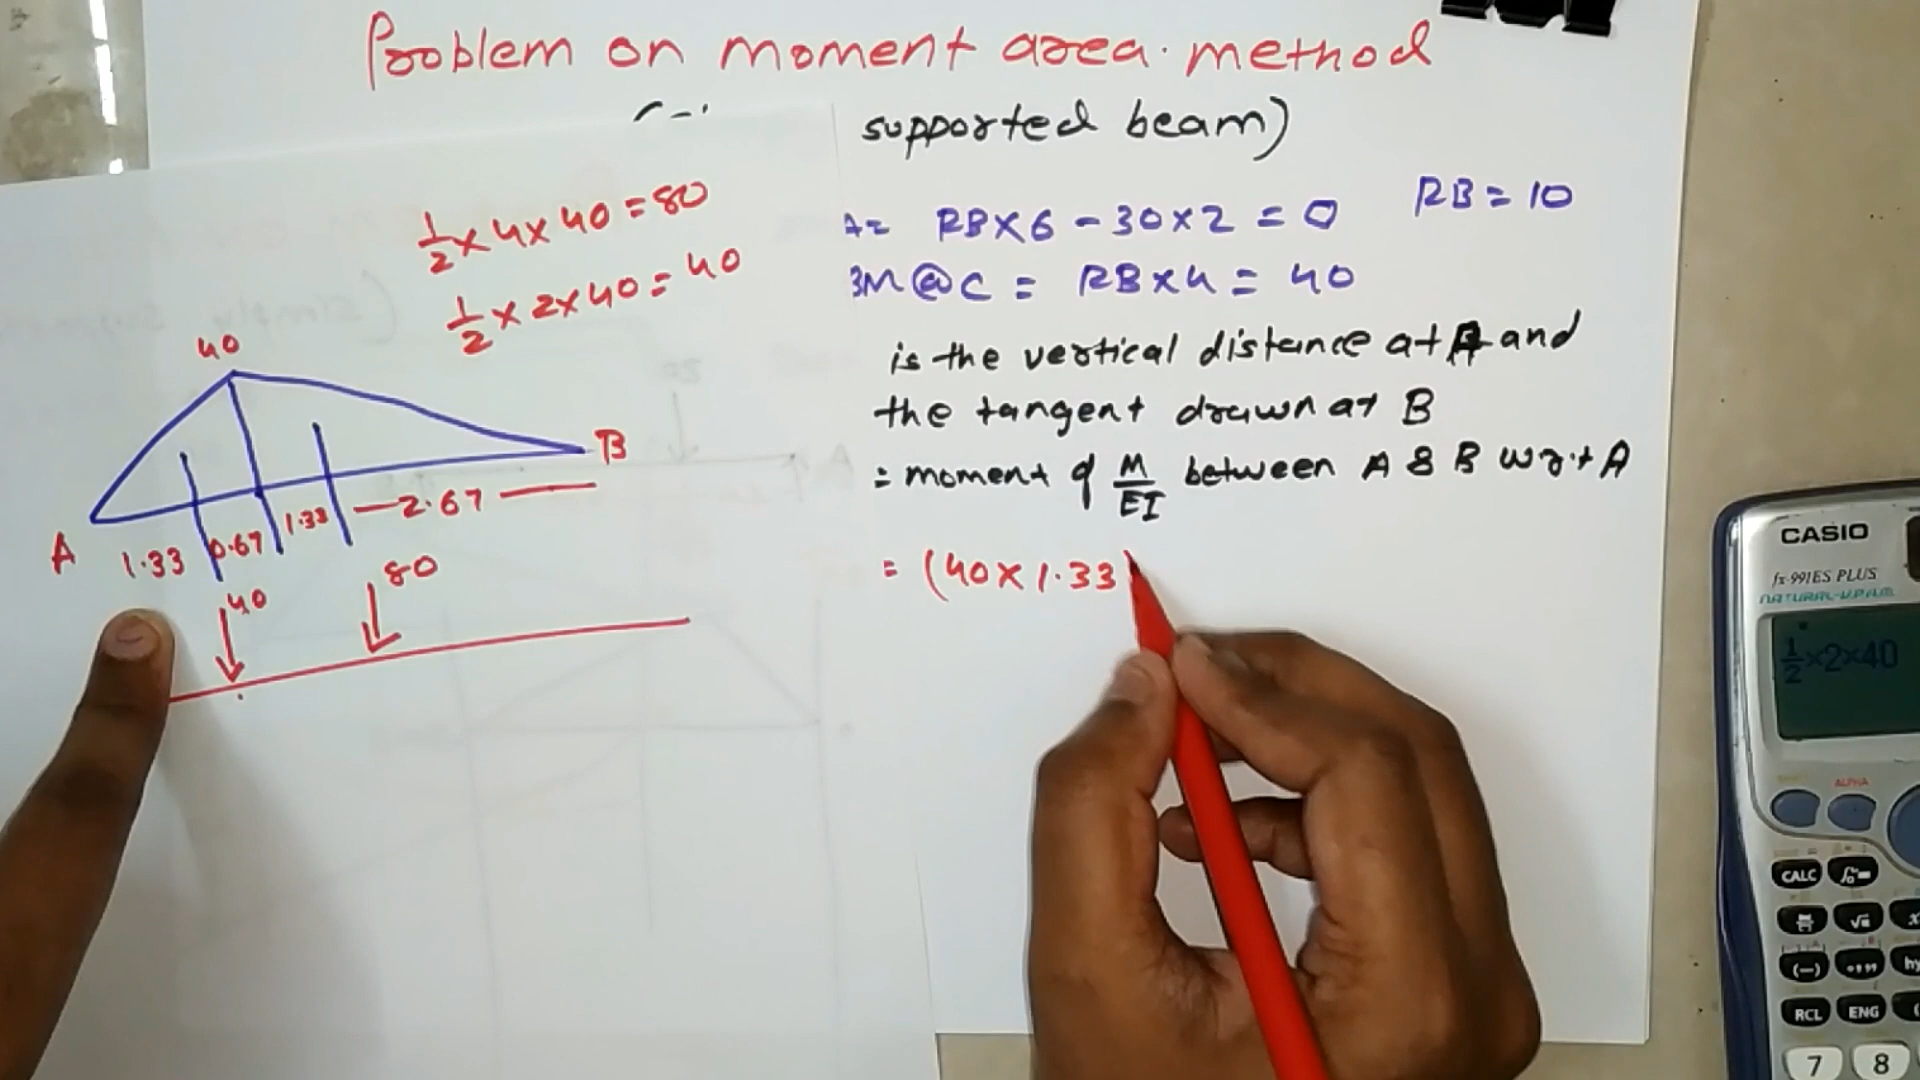 Problem on moment area method
supported beam)
1/2 × 4 × 40 = 80
1/2 × 2 × 40 = 40
A= RB×6 - 30×2 = 0 RB = 10
BM@C = RB×4 = 40
is the vertical distance at A and
the tangent drawn at B
= moment of M/EI between A & B w.r.t A
= (40×1.33)
40
B
A
1.33 0.67 1.33 2.67
40 80
CASIO
fx-991ES PLUS
NATURAL-V.P.A.M.
1/2×2×40
ALPHA
CALC
(-)
RCL ENG
7 8